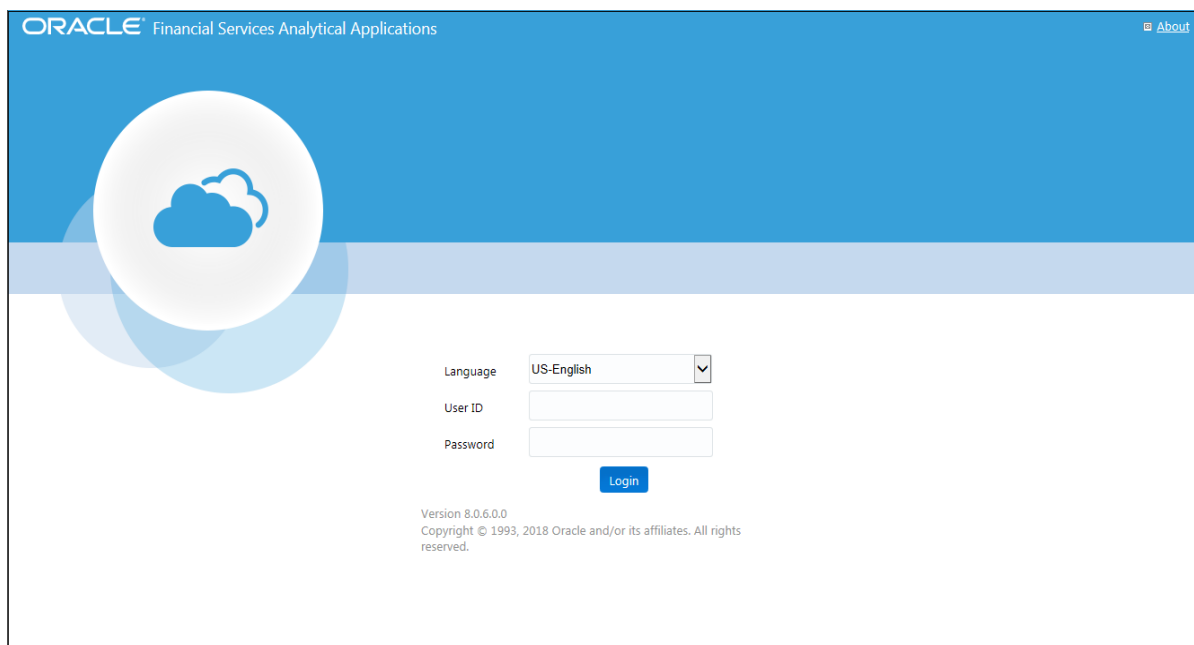 ORACLE® Financial Services Analytical Applications
About
Language US-English
User ID
Password
Login
Version 8.0.6.0.0
Copyright © 1993, 2018 Oracle and/or its affiliates. All rights
reserved.